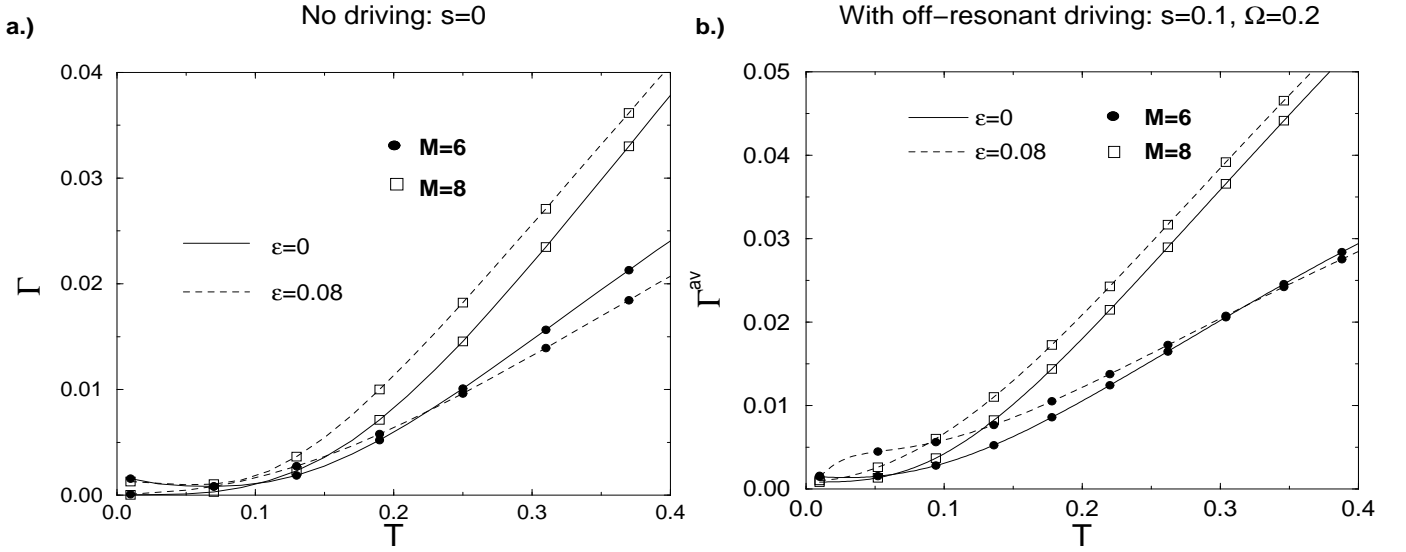 a.)
No driving: s=0
0.04
0.03
0.02
0.01
0.00
0.0
0.1
0.2
0.3
0.4
Γ
T
M=6
M=8
ε=0
ε=0.08
b.)
With off−resonant driving: s=0.1, Ω=0.2
0.05
0.04
0.03
0.02
0.01
0.00
0.0
0.1
0.2
0.3
0.4
Γav
T
ε=0
ε=0.08
M=6
M=8